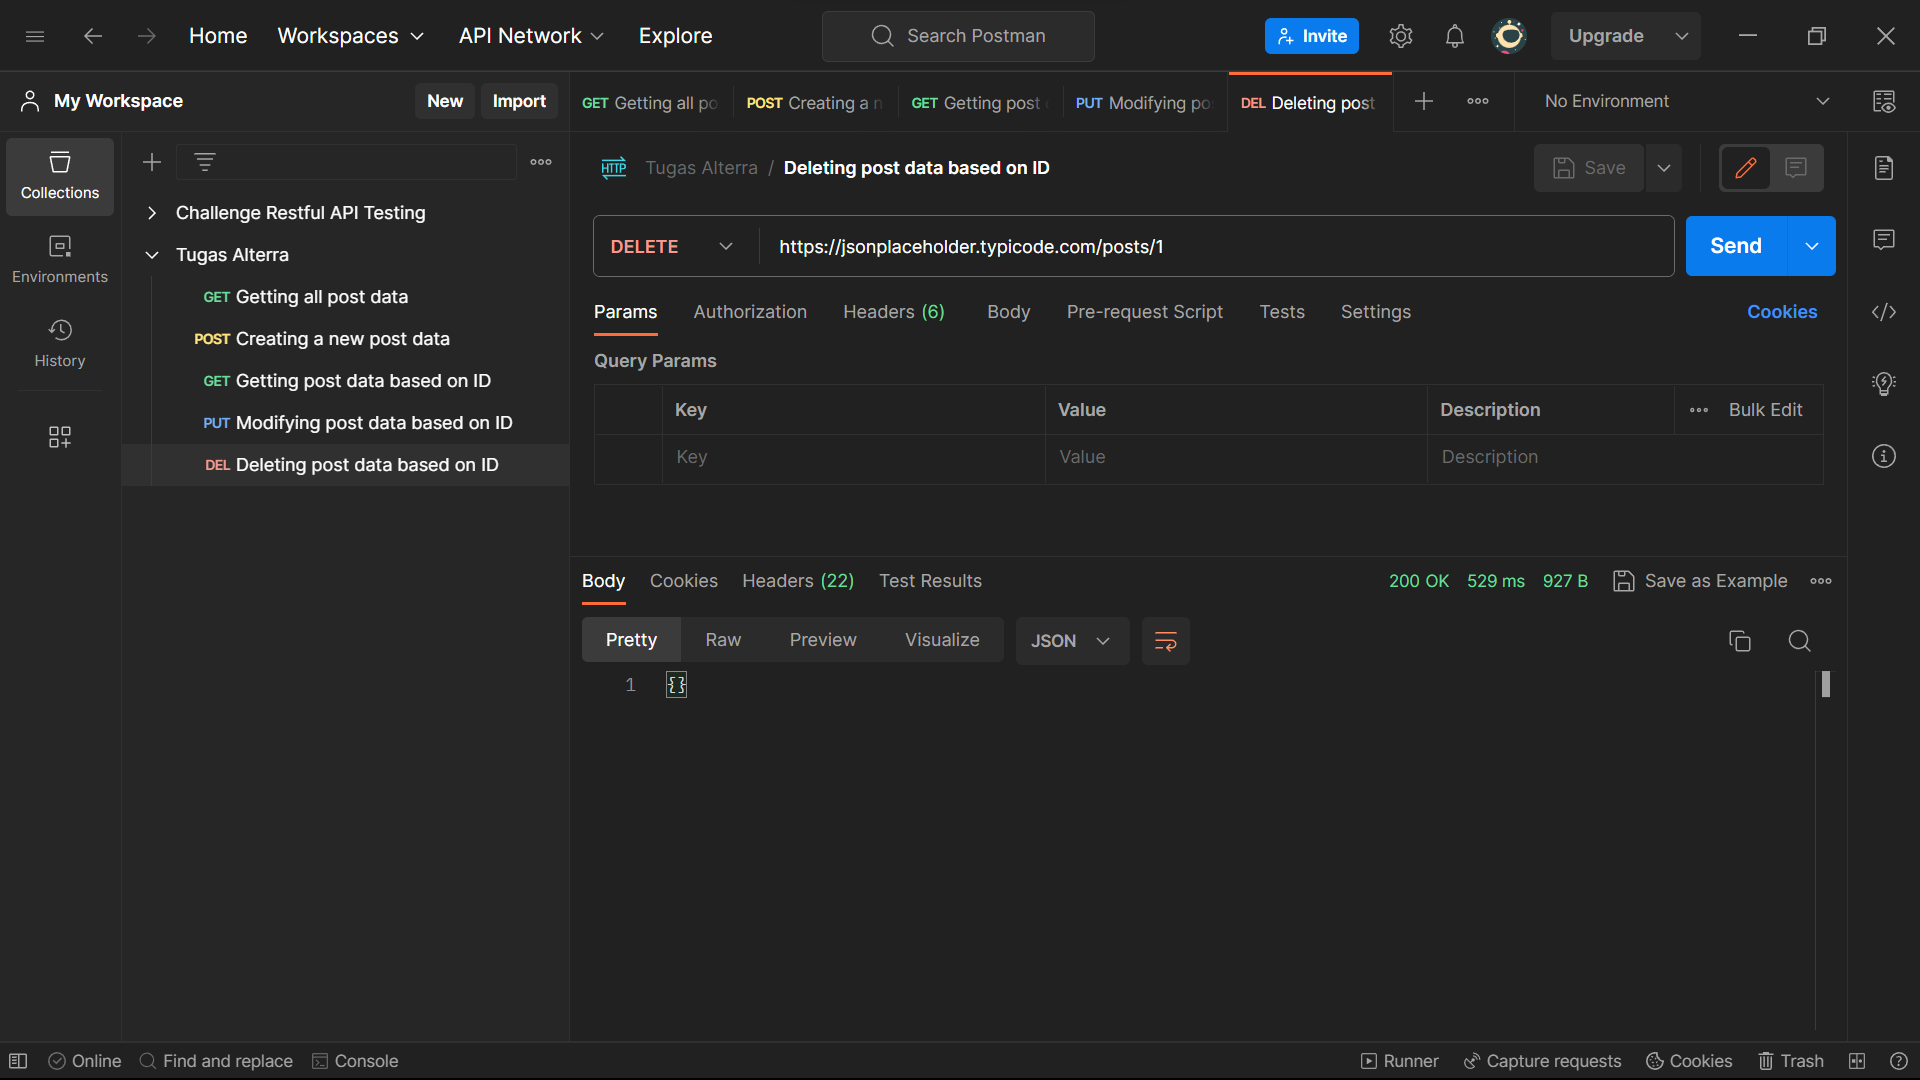 Home Workspaces API Network Explore Search Postman Invite Upgrade
My Workspace New Import
GET Getting all po POST Creating a n GET Getting post PUT Modifying po DEL Deleting post No Environment
Collections
Environments
History
Challenge Restful API Testing
Tugas Alterra
GET Getting all post data
POST Creating a new post data
GET Getting post data based on ID
PUT Modifying post data based on ID
DEL Deleting post data based on ID
HTTP Tugas Alterra / Deleting post data based on ID Save
DELETE https://jsonplaceholder.typicode.com/posts/1 Send
Params Authorization Headers (6) Body Pre-request Script Tests Settings Cookies
Query Params
Key Value Description Bulk Edit
Key Value Description
Body Cookies Headers (22) Test Results 200 OK 529 ms 927 B Save as Example
Pretty Raw Preview Visualize JSON
1 {}
Online Find and replace Console Runner Capture requests Cookies Trash